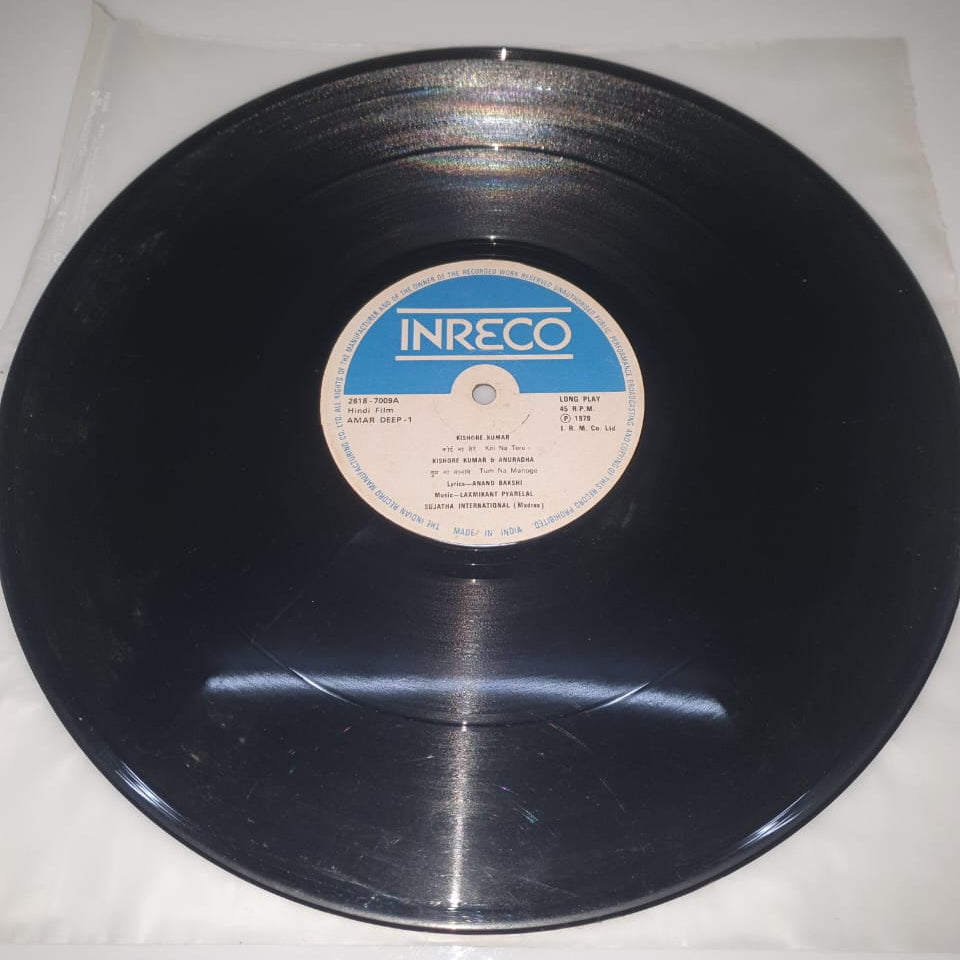 ALL RIGHTS OF THE MANUFACTURER AND OF THE OWNER OF THE RECORDED WORK RESERVED UNAUTHORISED PUBLIC PERFORMANCE BROADCASTING AND COPYING OF THIS RECORD PROHIBITED.
INRECO
2618-7009A
Hindi Film
AMAR DEEP-1
LONG PLAY
45 R.P.M.
Ⓟ 1979
I. R. M. Co. Ltd
KISHORE KUMAR
कोई ना तेरे, Koi Na Tere-
KISHORE KUMAR & ANURADHA
तुम ना मानोगे Tum Na Manoge
Lyrics—ANAND BAKSHI
Music—LAXMIKANT PYARELAL
SUJATHA INTERNATIONAL (Madras)
MADE IN INDIA
THE INDIAN RECORD MANUFACTURING CO. LTD.